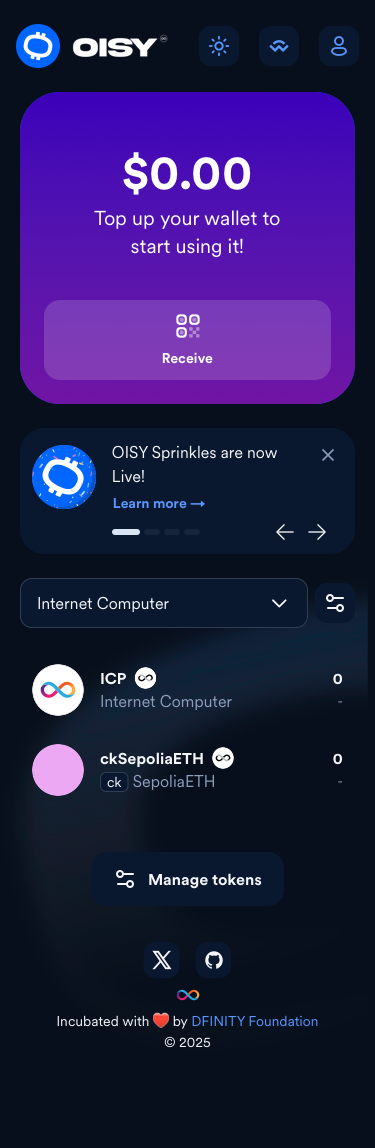 OISY
$0.00
Top up your wallet to
start using it!
Receive
OISY Sprinkles are now
Live!
Learn more →
Internet Computer
ICP
0
Internet Computer
-
ckSepoliaETH
0
ck SepoliaETH
-
Manage tokens
Incubated with ❤️ by DFINITY Foundation
© 2025